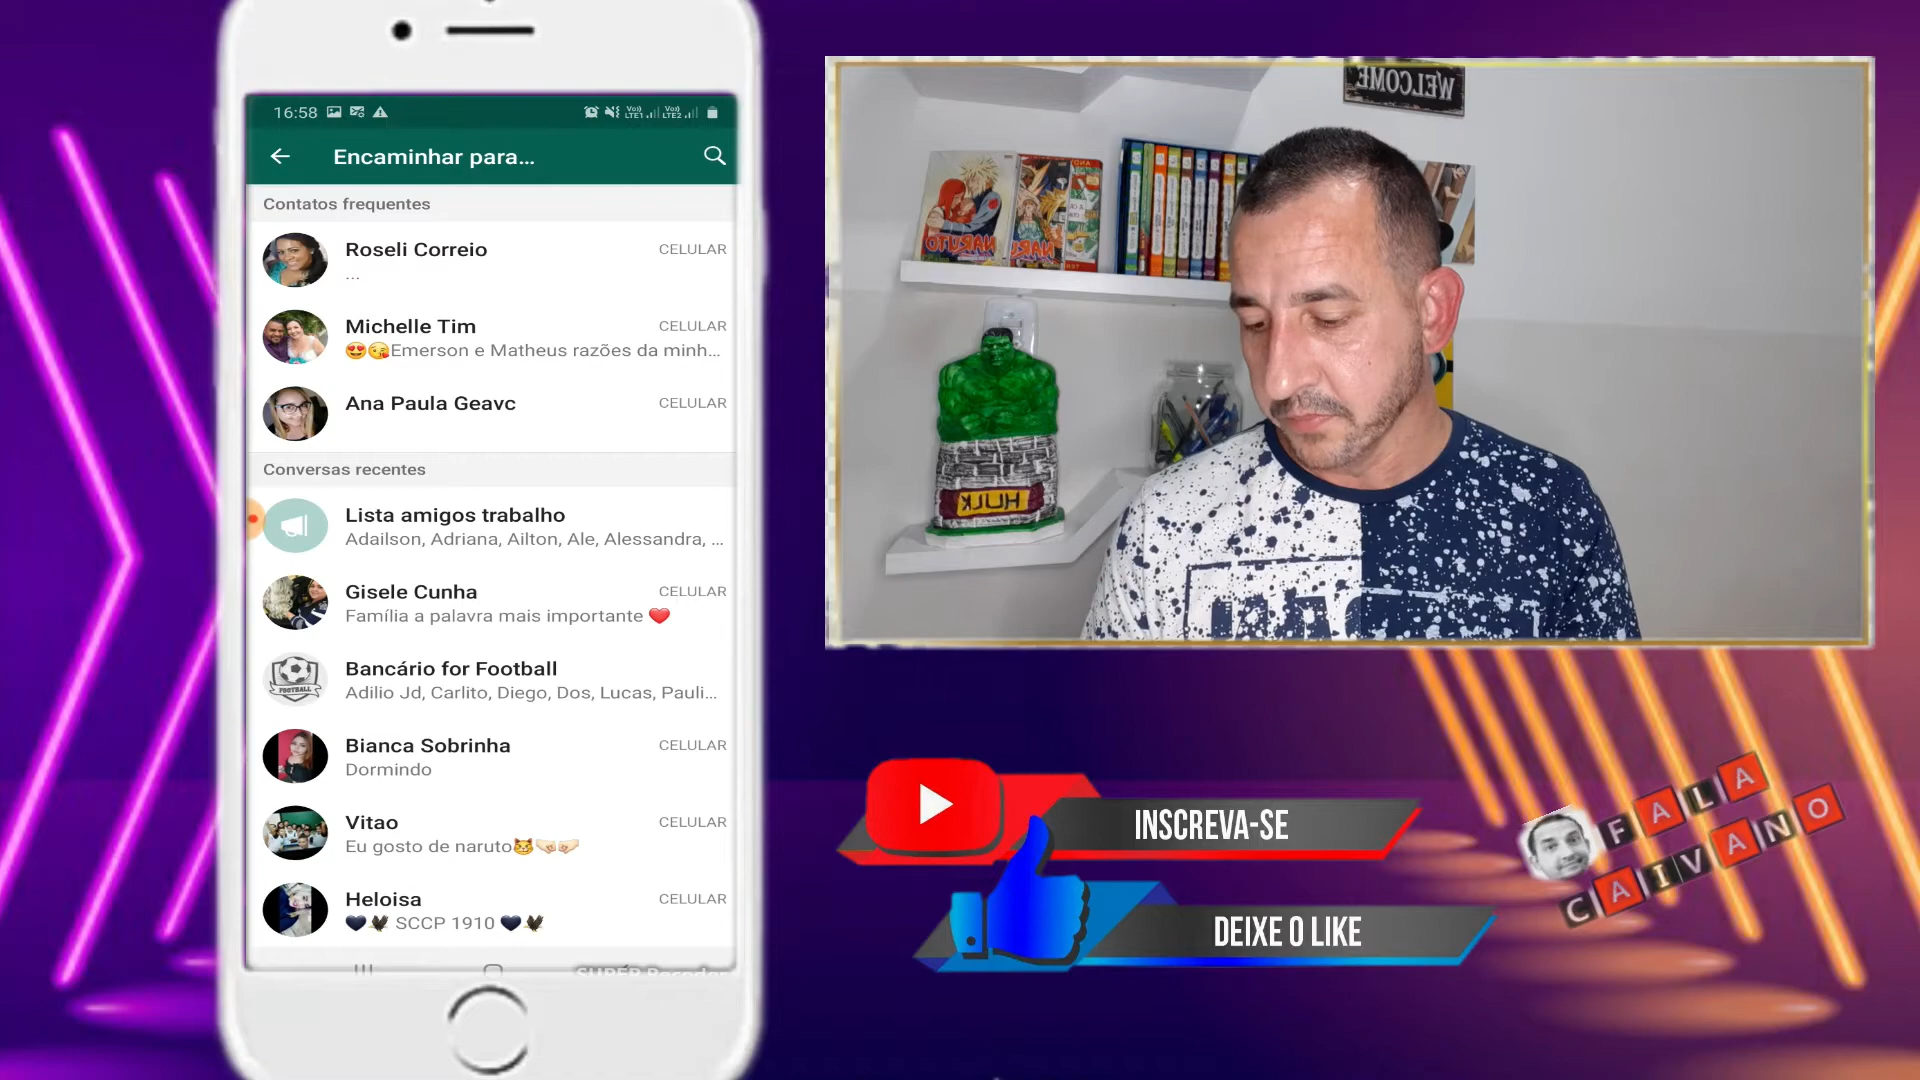 16:58
Encaminhar para...
Contatos frequentes
Roseli Correio
CELULAR
...
Michelle Tim
CELULAR
😍😘Emerson e Matheus razões da minh...
Ana Paula Geavc
CELULAR
Conversas recentes
Lista amigos trabalho
Adailson, Adriana, Ailton, Ale, Alessandra, ...
Gisele Cunha
CELULAR
Família a palavra mais importante ❤️
FOOTBALL
Bancário for Football
Adilio Jd, Carlito, Diego, Dos, Lucas, Pauli...
Bianca Sobrinha
CELULAR
Dormindo
Vitao
CELULAR
Eu gosto de naruto😼🤜🏻🤛🏻
Heloisa
CELULAR
🖤🦅 SCCP 1910 🖤🦅
WELCOME
NARUTO
HULK
INSCREVA-SE
DEIXE O LIKE
FALA
CAIVANO